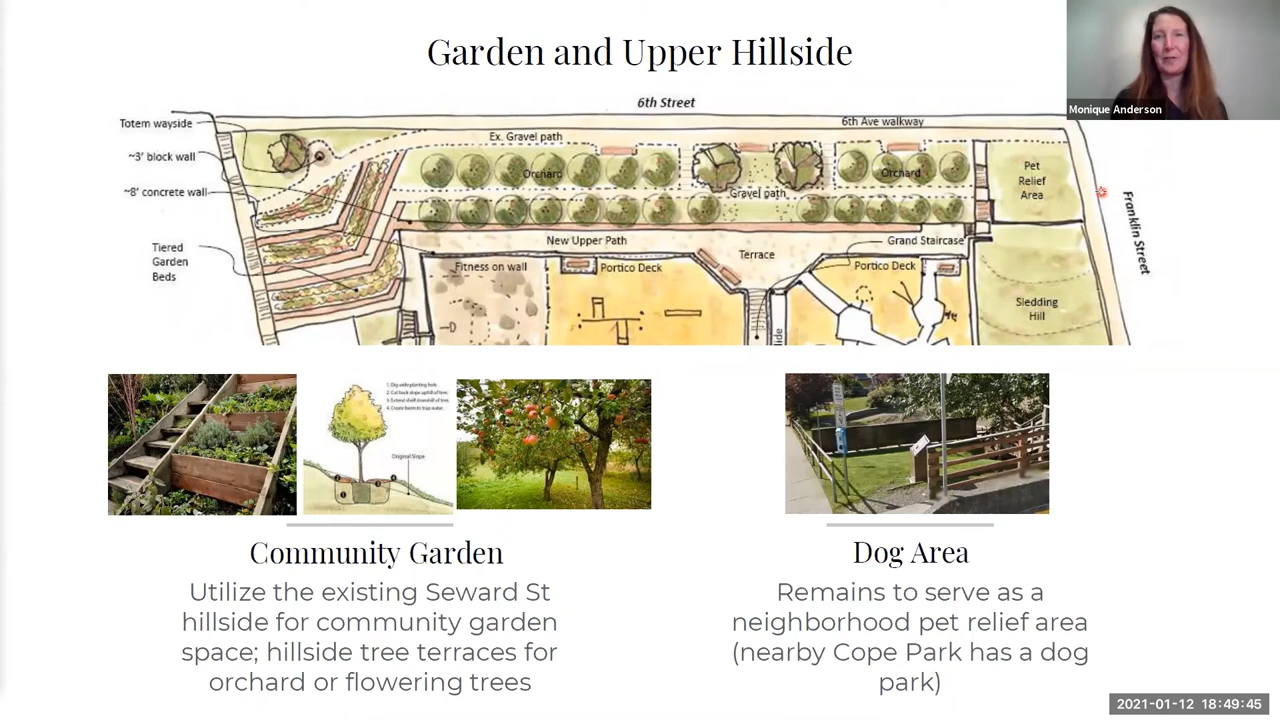 Garden and Upper Hillside
Monique Anderson
6th Street
Totem wayside
6th Ave walkway
Ex. Gravel path
~3' block wall
Orchard
Orchard
Pet
Relief
Area
~8' concrete wall
Gravel path
Franklin Street
Tiered
Garden
Beds
New Upper Path
Terrace
Grand Staircase
Fitness on wall
Portico Deck
Portico Deck
Sledding
Hill
Original Slope
Community Garden
Utilize the existing Seward St
hillside for community garden
space; hillside tree terraces for
orchard or flowering trees
Dog Area
Remains to serve as a
neighborhood pet relief area
(nearby Cope Park has a dog
park)
2021-01-12 18:49:45